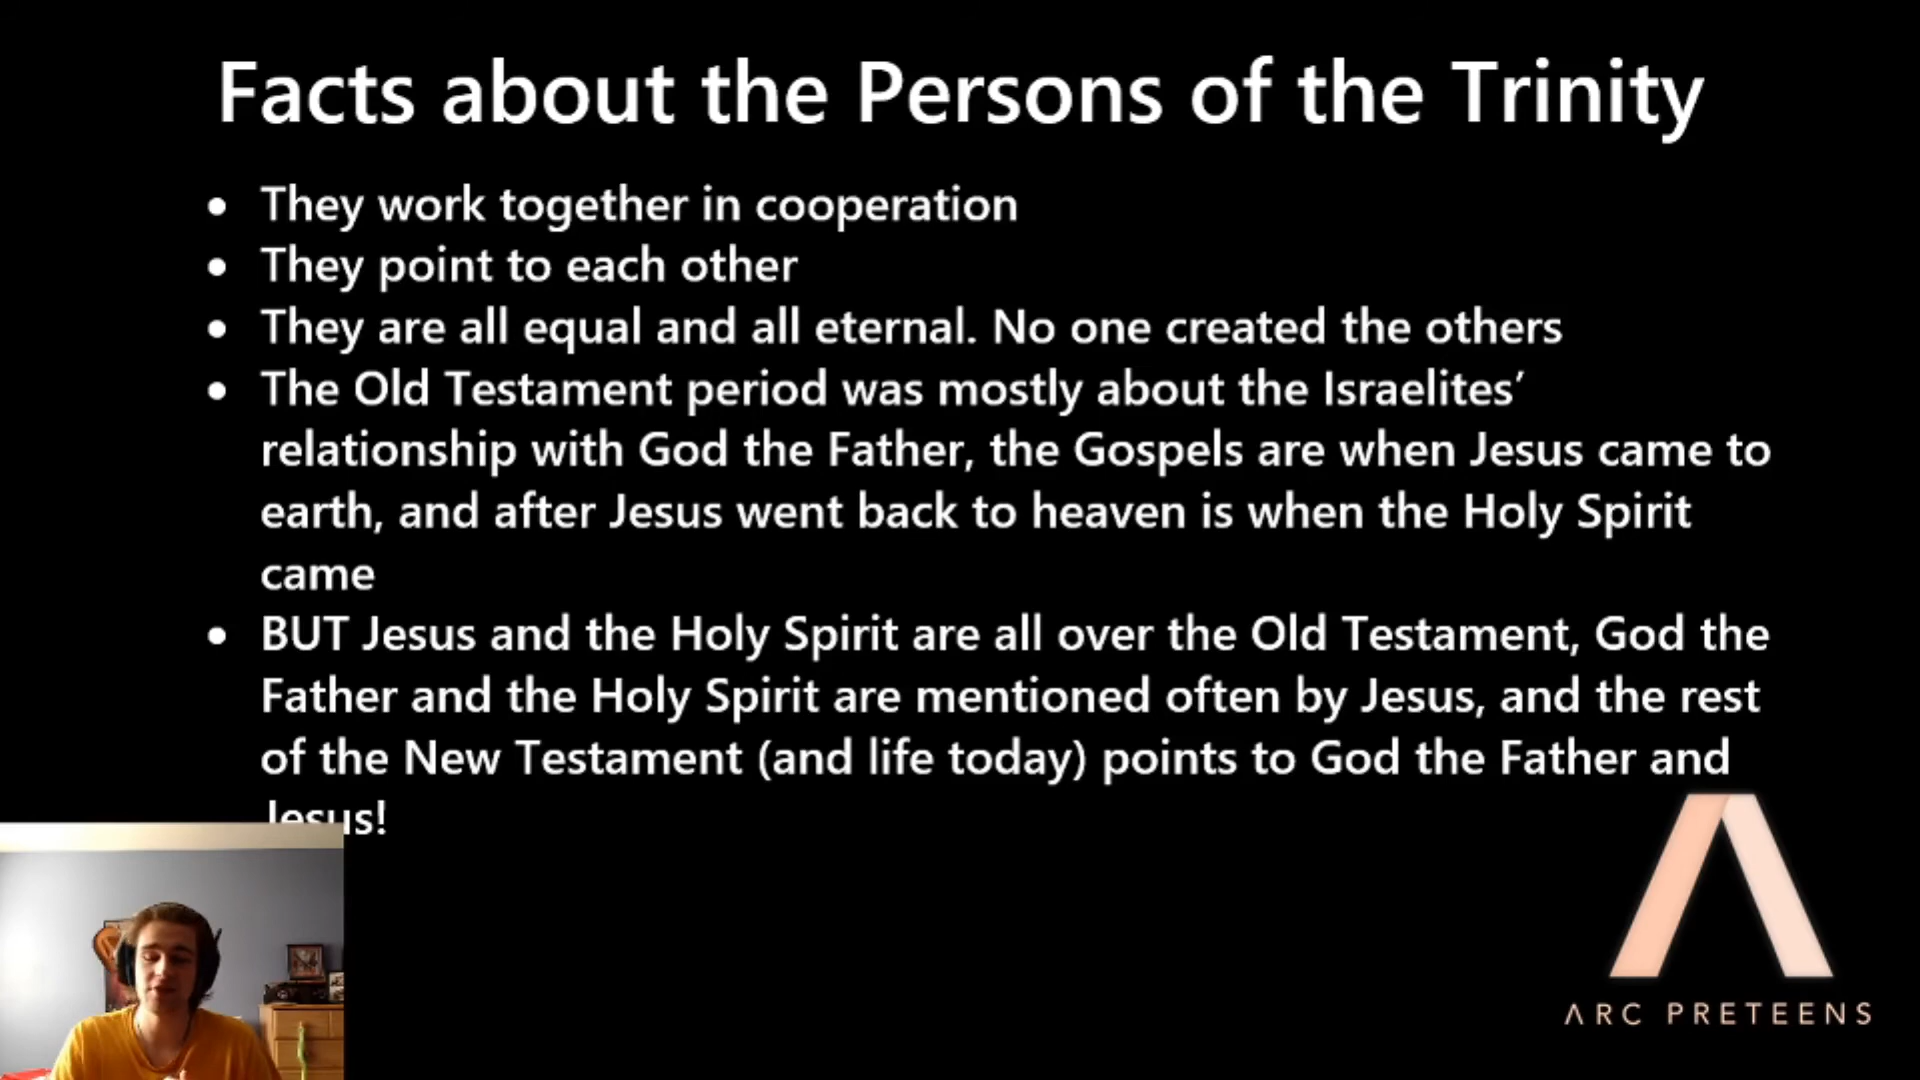 Facts about the Persons of the Trinity
• They work together in cooperation
• They point to each other
• They are all equal and all eternal. No one created the others
• The Old Testament period was mostly about the Israelites’
relationship with God the Father, the Gospels are when Jesus came to
earth, and after Jesus went back to heaven is when the Holy Spirit
came
• BUT Jesus and the Holy Spirit are all over the Old Testament, God the
Father and the Holy Spirit are mentioned often by Jesus, and the rest
of the New Testament (and life today) points to God the Father and
Jesus!
ARC PRETEENS